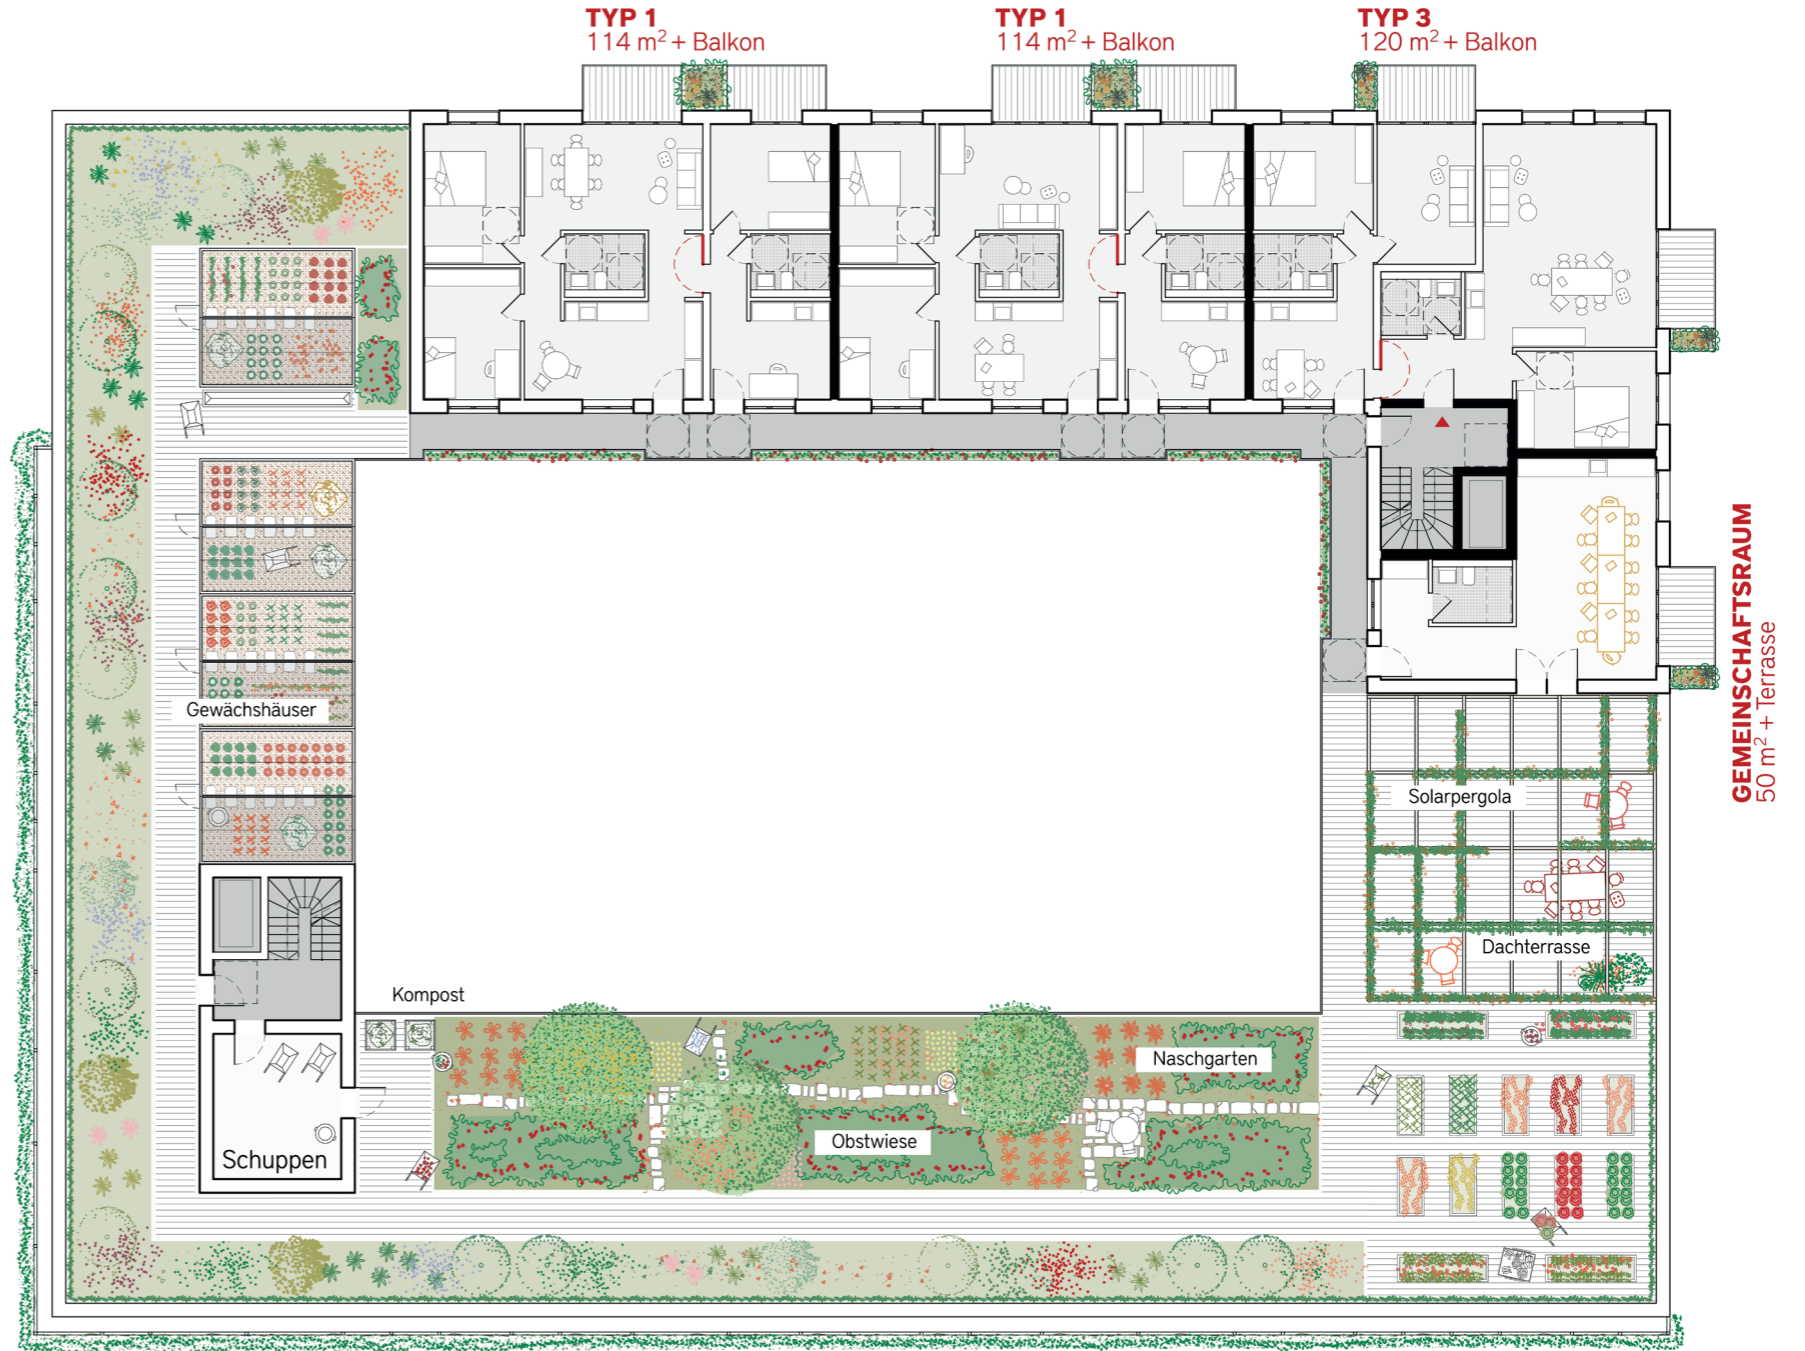 TYP 1
114 m² + Balkon
TYP 1
114 m² + Balkon
TYP 3
120 m² + Balkon
GEMEINSCHAFTSRAUM
50 m² + Terrasse
Gewächshäuser
Solarpergola
Dachterrasse
Kompost
Naschgarten
Obstwiese
Schuppen